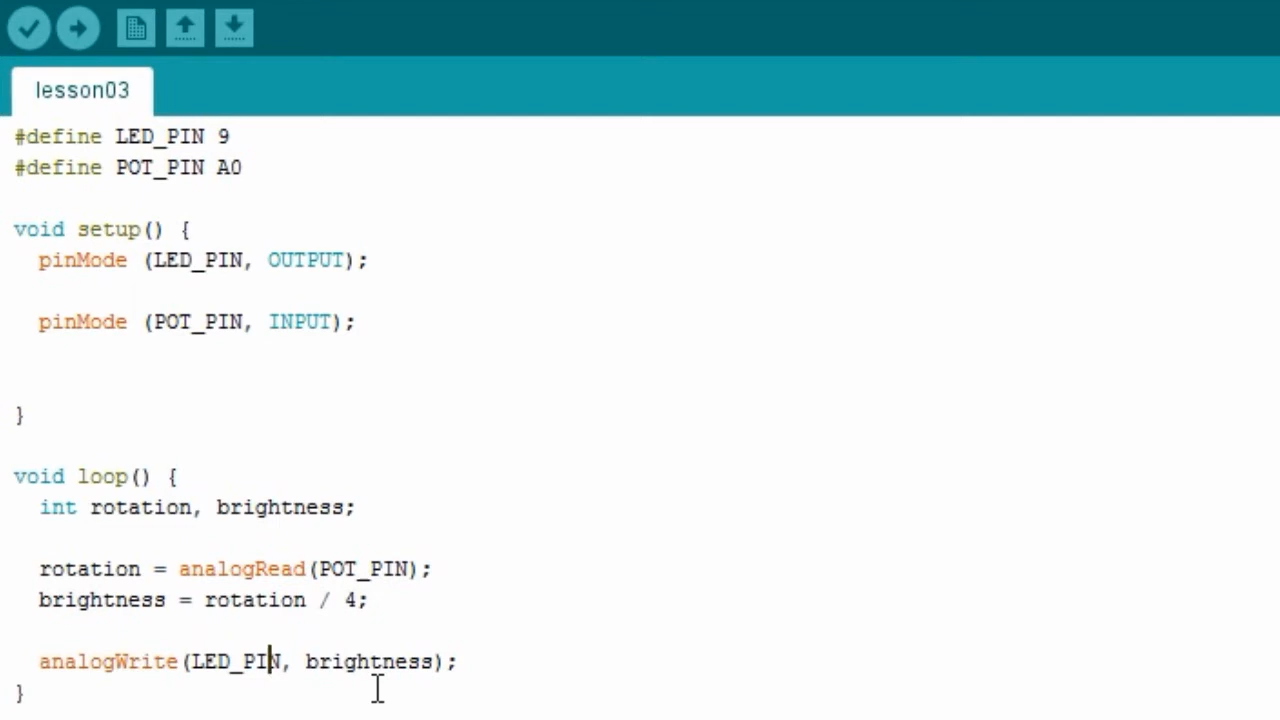 lesson03
#define LED_PIN 9
#define POT_PIN A0
void setup() {
pinMode (LED_PIN, OUTPUT);
pinMode (POT_PIN, INPUT);
}
void loop() {
int rotation, brightness;
rotation = analogRead(POT_PIN);
brightness = rotation / 4;
analogWrite(LED_PIN, brightness);
}